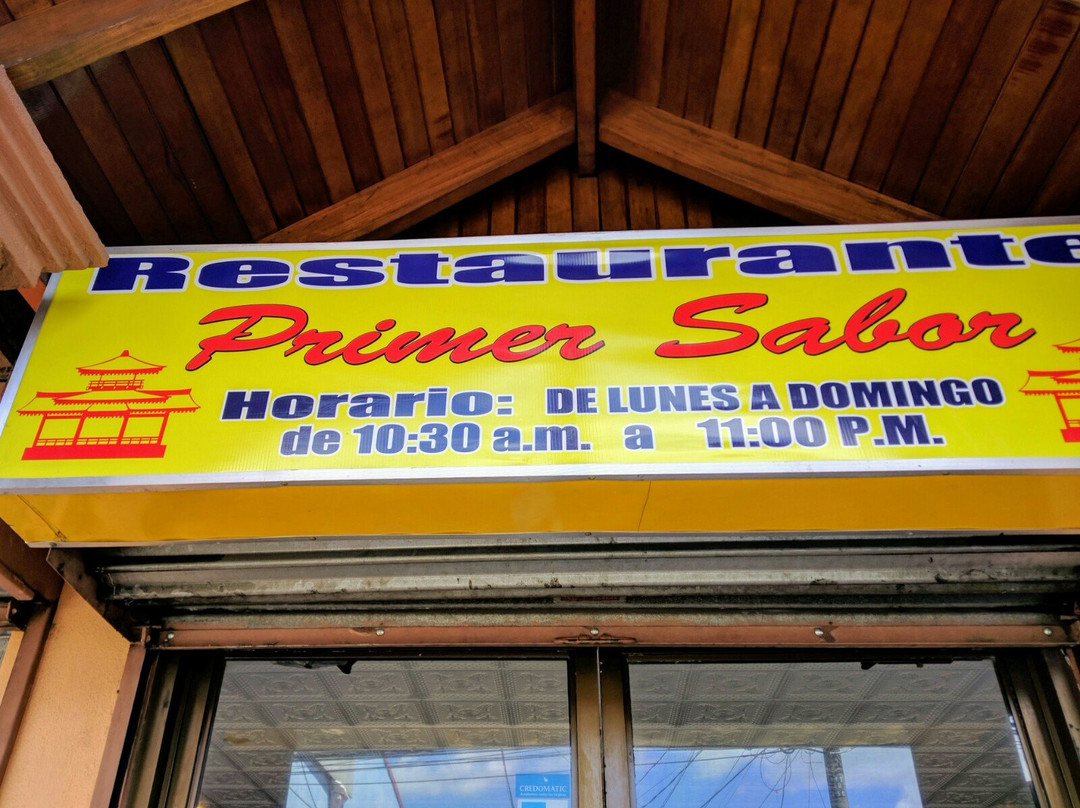 Restaurante
Primer Sabor
Horario: DE LUNES A DOMINGO
de 10:30 a.m. a 11:00 P.M.
CREDOMATIC